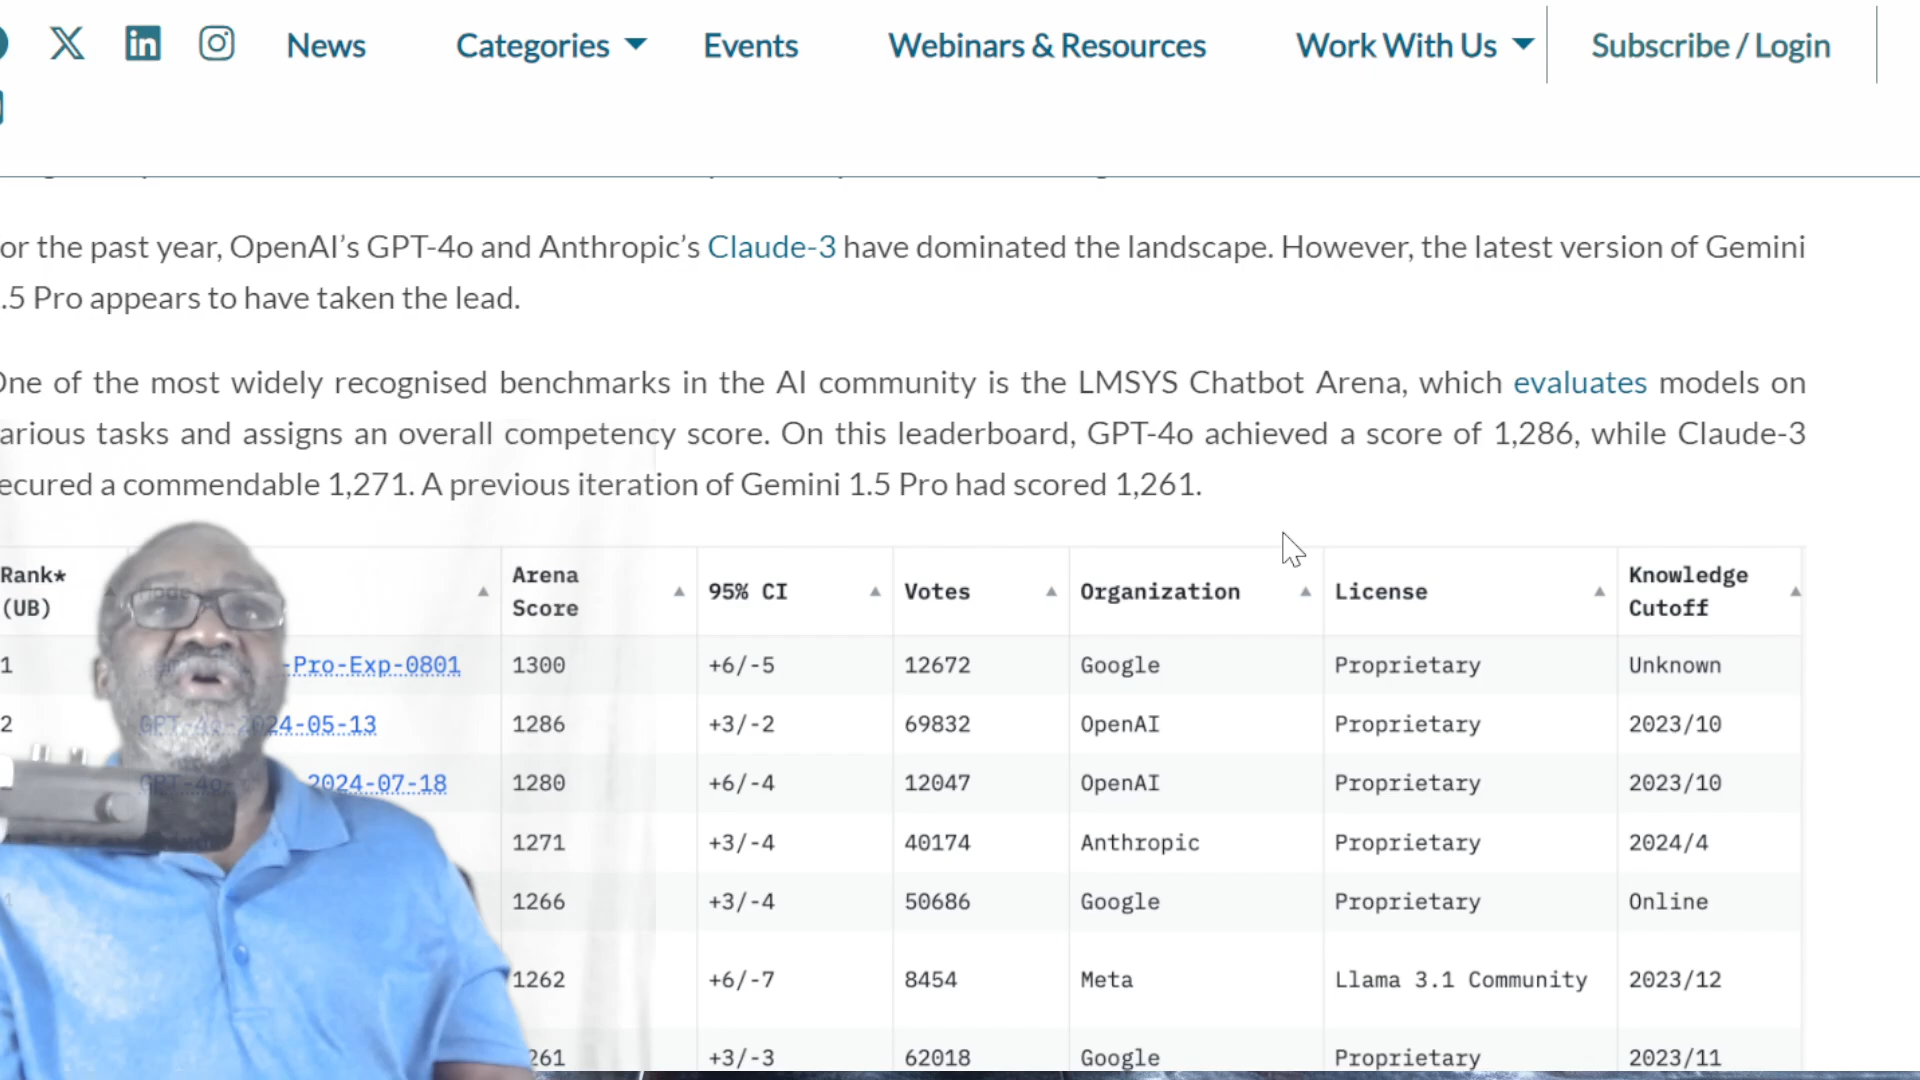 News Categories Events Webinars & Resources Work With Us Subscribe / Login
or the past year, OpenAI’s GPT-4o and Anthropic’s Claude-3 have dominated the landscape. However, the latest version of Gemini
.5 Pro appears to have taken the lead.
One of the most widely recognised benchmarks in the AI community is the LMSYS Chatbot Arena, which evaluates models on
arious tasks and assigns an overall competency score. On this leaderboard, GPT-4o achieved a score of 1,286, while Claude-3
ecured a commendable 1,271. A previous iteration of Gemini 1.5 Pro had scored 1,261.
Rank* (UB) Arena Score 95% CI Votes Organization License Knowledge Cutoff
1 -Pro-Exp-0801 1300 +6/-5 12672 Google Proprietary Unknown
2 GPT-4o-2024-05-13 1286 +3/-2 69832 OpenAI Proprietary 2023/10
GPT-4o- 2024-07-18 1280 +6/-4 12047 OpenAI Proprietary 2023/10
1271 +3/-4 40174 Anthropic Proprietary 2024/4
1266 +3/-4 50686 Google Proprietary Online
1262 +6/-7 8454 Meta Llama 3.1 Community 2023/12
261 +3/-3 62018 Google Proprietary 2023/11